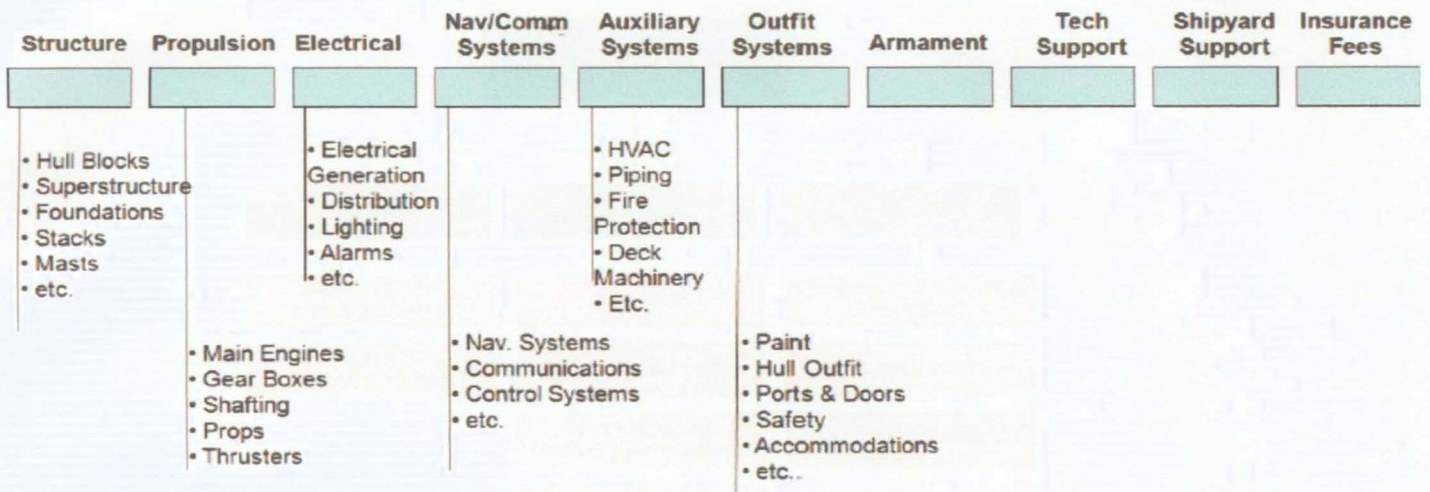 Structure
Propulsion
Electrical
Nav/Comm
Systems
Auxiliary
Systems
Outfit
Systems
Armament
Tech
Support
Shipyard
Support
Insurance
Fees
• Hull Blocks
• Superstructure
• Foundations
• Stacks
• Masts
• etc.
• Main Engines
• Gear Boxes
• Shafting
• Props
• Thrusters
• Electrical
Generation
• Distribution
• Lighting
• Alarms
• etc.
• Nav. Systems
• Communications
• Control Systems
• etc.
• HVAC
• Piping
• Fire
Protection
• Deck
Machinery
• Etc.
• Paint
• Hull Outfit
• Ports & Doors
• Safety
• Accommodations
• etc..